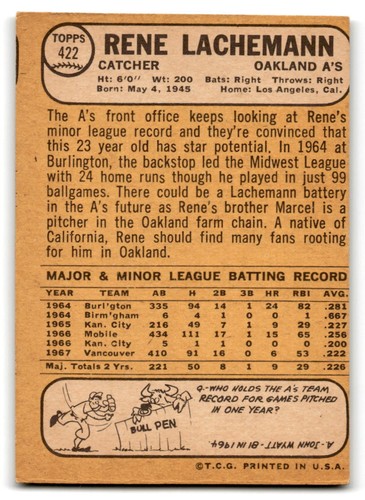 TOPPS
422
RENE LACHEMANN
CATCHER OAKLAND A'S
Ht: 6'0" Wt: 200 Bats: Right Throws: Right
Born: May 4, 1945 Home: Los Angeles, Cal.
The A's front office keeps looking at Rene's
minor league record and they're convinced that
this 23 year old has star potential. In 1964 at
Burlington, the backstop led the Midwest League
with 24 home runs though he played in just 99
ballgames. There could be a Lachemann battery
in the A's future as Rene's brother Marcel is a
pitcher in the Oakland farm chain. A native
of California, Rene should find many fans rooting
for him in Oakland.
MAJOR & MINOR LEAGUE BATTING RECORD
YEAR TEAM AB H 2B 3B HR RBI AVG.
1964 Burl'gton 335 94 14 1 24 82 .281
1964 Birm'gham 6 4 1 0 0 1 .667
1965 Kan. City 216 49 7 1 9 29 .227
1966 Mobile 434 111 17 1 15 65 .256
1966 Kan. City 5 1 1 0 0 0 .200
1967 Vancouver 410 91 16 0 6 53 .222
Maj. Totals 2 Yrs. 221 50 8 1 9 29 .226
Q-WHO HOLDS THE A's TEAM
RECORD FOR GAMES PITCHED
IN ONE YEAR?
BULL PEN
A-JOHN WYATT-81 IN 1964
©T.C.G. PRINTED IN U.S.A.